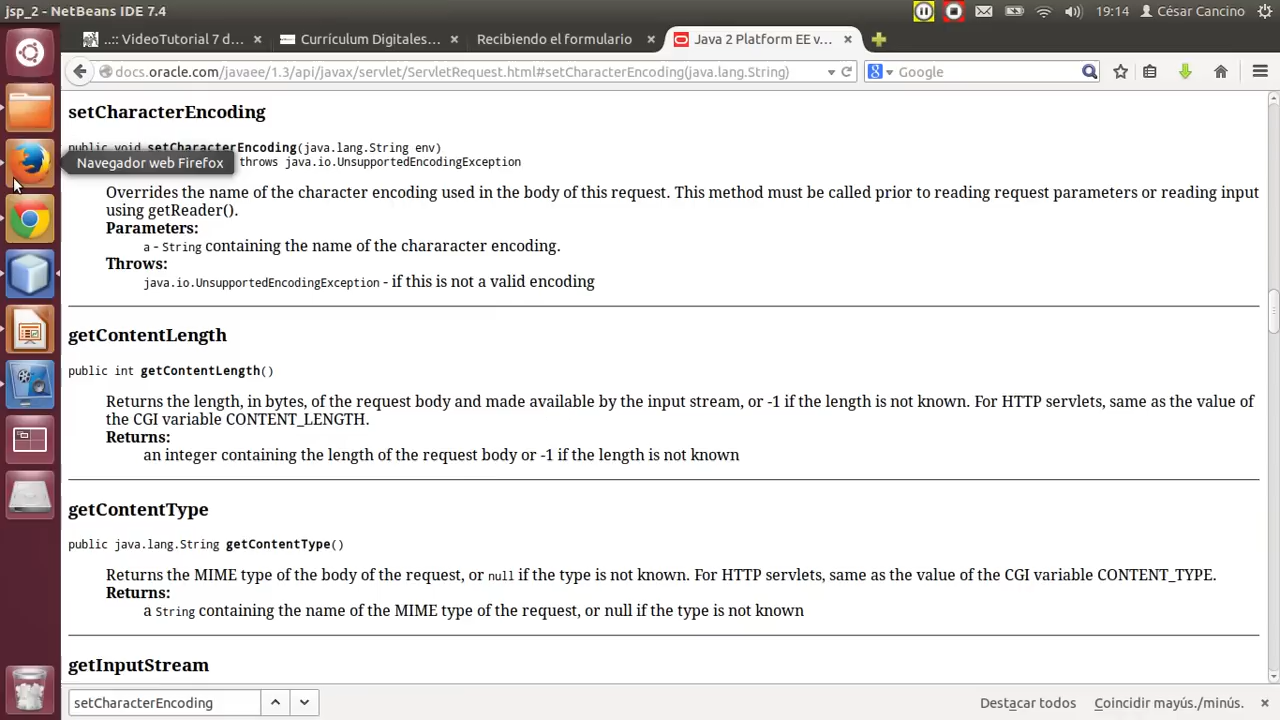 jsp_2 - NetBeans IDE 7.4
19:14
César Cancino
..:: VideoTutorial 7 d...
Currículum Digitales...
Recibiendo el formulario
Java 2 Platform EE v...
docs.oracle.com/javaee/1.3/api/javax/servlet/ServletRequest.html#setCharacterEncoding(java.lang.String)
Google
setCharacterEncoding
public void setCharacterEncoding(java.lang.String env)
Navegador web Firefox
throws java.io.UnsupportedEncodingException
Overrides the name of the character encoding used in the body of this request. This method must be called prior to reading request parameters or reading input
using getReader().
Parameters:
a - String containing the name of the chararacter encoding.
Throws:
java.io.UnsupportedEncodingException - if this is not a valid encoding
getContentLength
public int getContentLength()
Returns the length, in bytes, of the request body and made available by the input stream, or -1 if the length is not known. For HTTP servlets, same as the value of
the CGI variable CONTENT_LENGTH.
Returns:
an integer containing the length of the request body or -1 if the length is not known
getContentType
public java.lang.String getContentType()
Returns the MIME type of the body of the request, or null if the type is not known. For HTTP servlets, same as the value of the CGI variable CONTENT_TYPE.
Returns:
a String containing the name of the MIME type of the request, or null if the type is not known
getInputStream
setCharacterEncoding
Destacar todos
Coincidir mayús./minús.